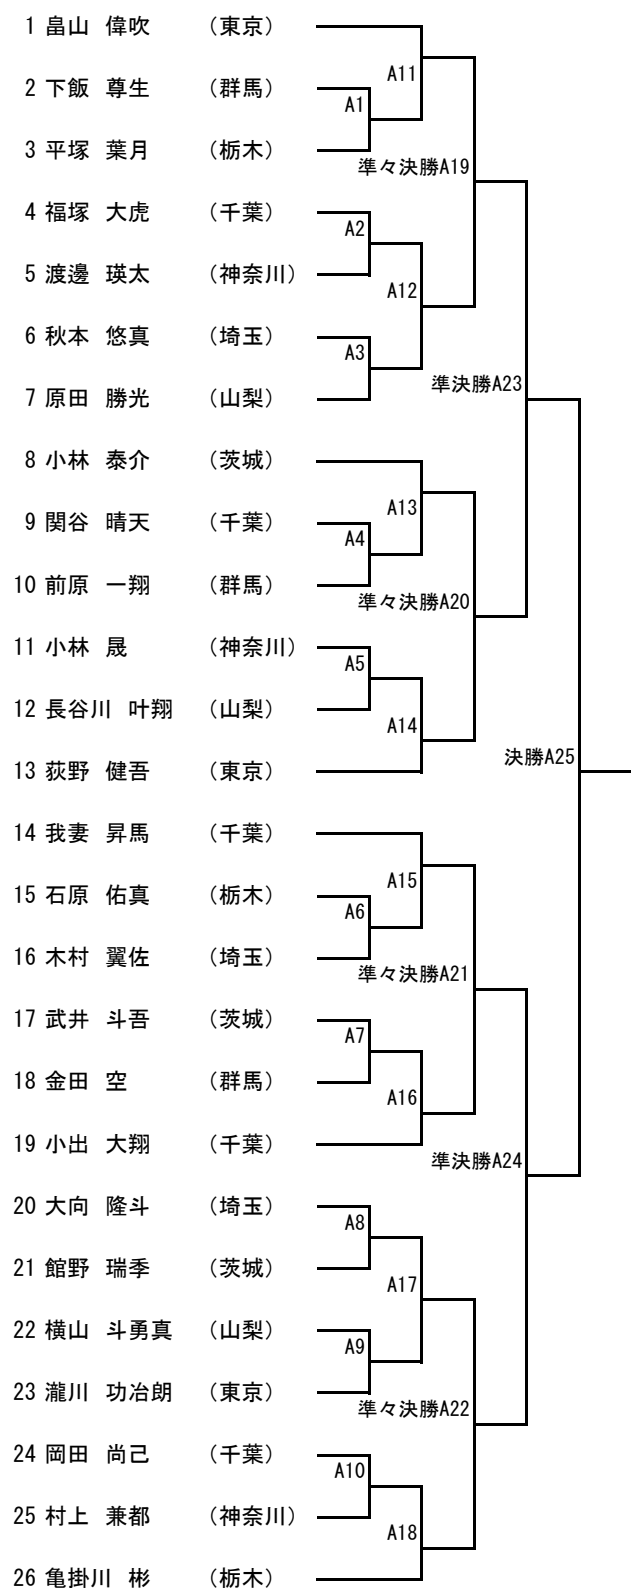 1 畠山 偉吹 （東京）
A11
2 下飯 尊生 （群馬）
A1
3 平塚 葉月 （栃木）
準々決勝A19
4 福塚 大虎 （千葉）
A2
5 渡邊 瑛太 （神奈川）
A12
6 秋本 悠真 （埼玉）
A3
準決勝A23
7 原田 勝光 （山梨）
8 小林 泰介 （茨城）
A13
9 関谷 晴天 （千葉）
A4
10 前原 一翔 （群馬）
準々決勝A20
11 小林 晟 （神奈川）
A5
12 長谷川 叶翔 （山梨）
A14
決勝A25
13 荻野 健吾 （東京）
14 我妻 昇馬 （千葉）
A15
15 石原 佑真 （栃木）
A6
16 木村 翼佐 （埼玉）
準々決勝A21
17 武井 斗吾 （茨城）
A7
18 金田 空 （群馬）
A16
19 小出 大翔 （千葉）
準決勝A24
20 大向 隆斗 （埼玉）
A8
21 館野 瑞季 （茨城）
A17
22 横山 斗勇真 （山梨）
A9
23 瀧川 功冶朗 （東京）
準々決勝A22
24 岡田 尚己 （千葉）
A10
25 村上 兼都 （神奈川）
A18
26 亀掛川 彬 （栃木）